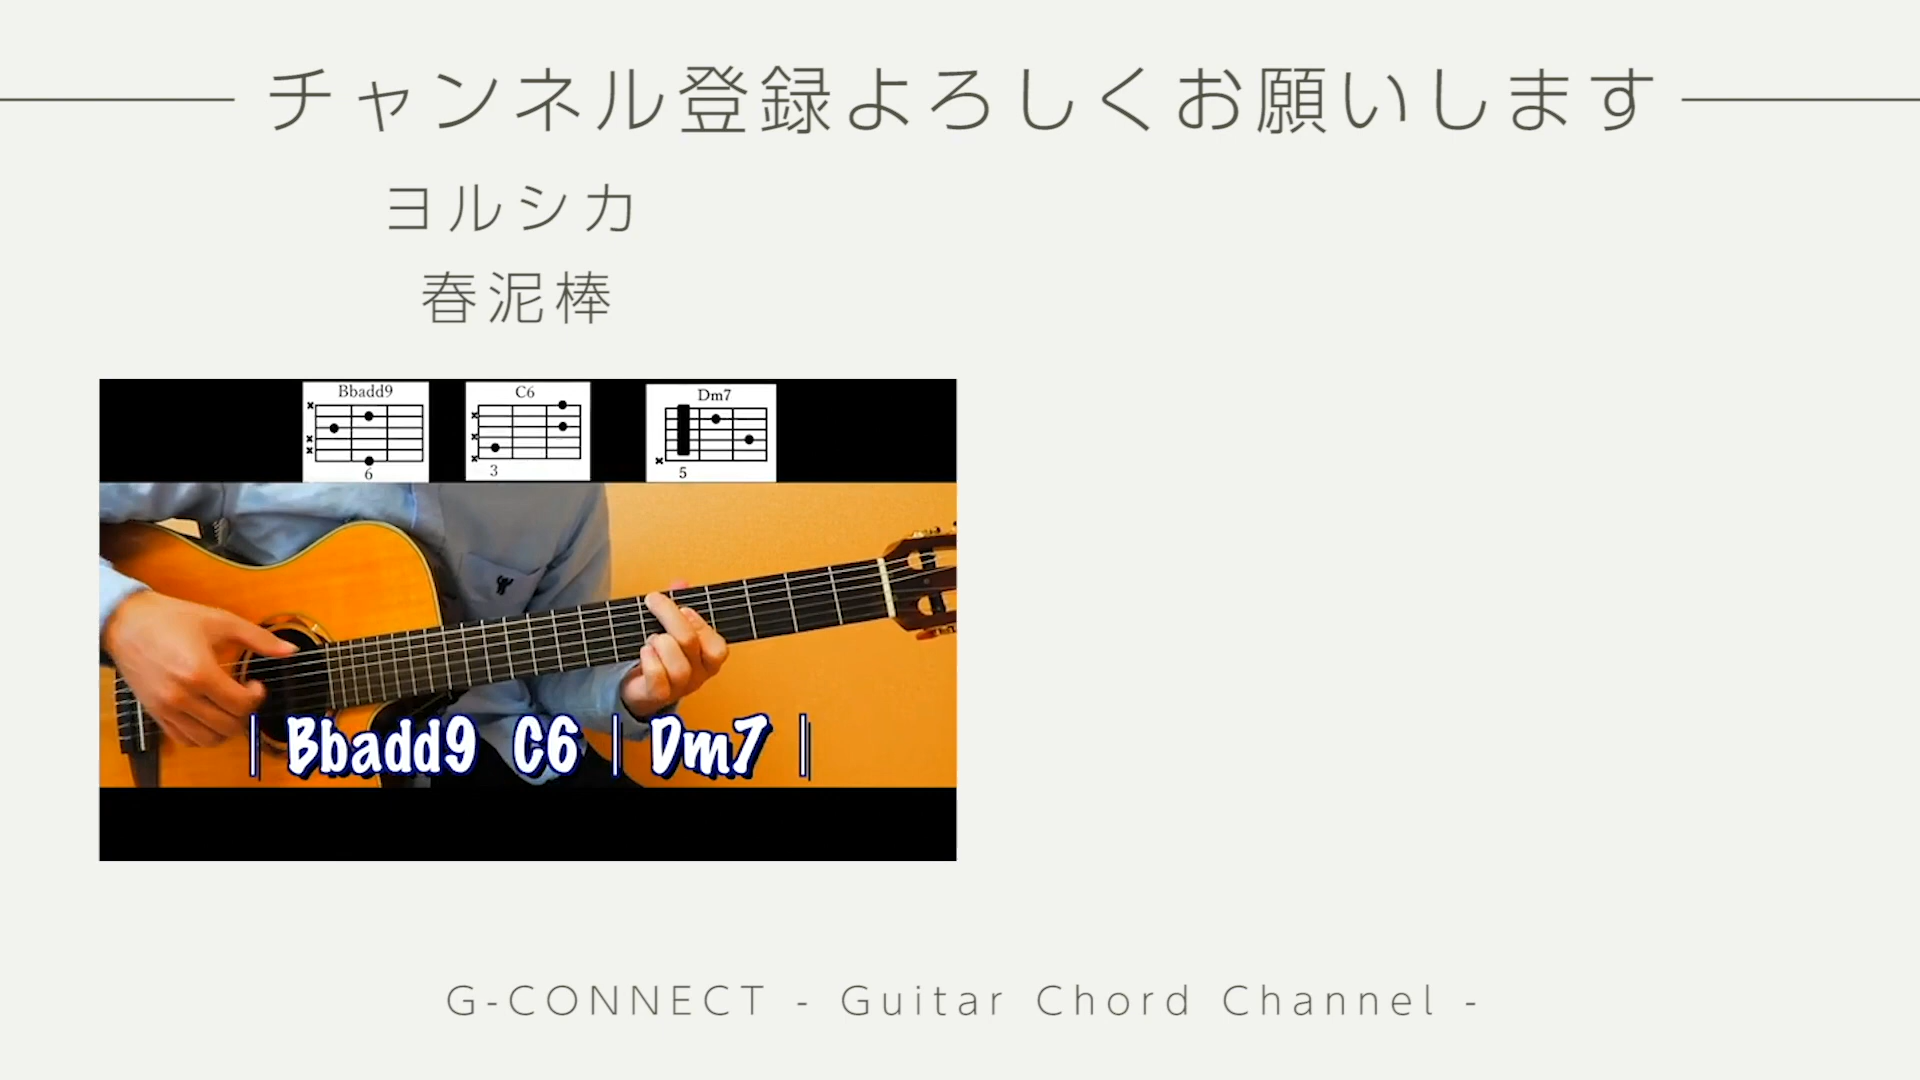 チャンネル登録よろしくお願いします
ヨルシカ
春泥棒
Bbadd9 C6 Dm7
6 3 5
| Bbadd9 C6 | Dm7 |
G-CONNECT - Guitar Chord Channel -